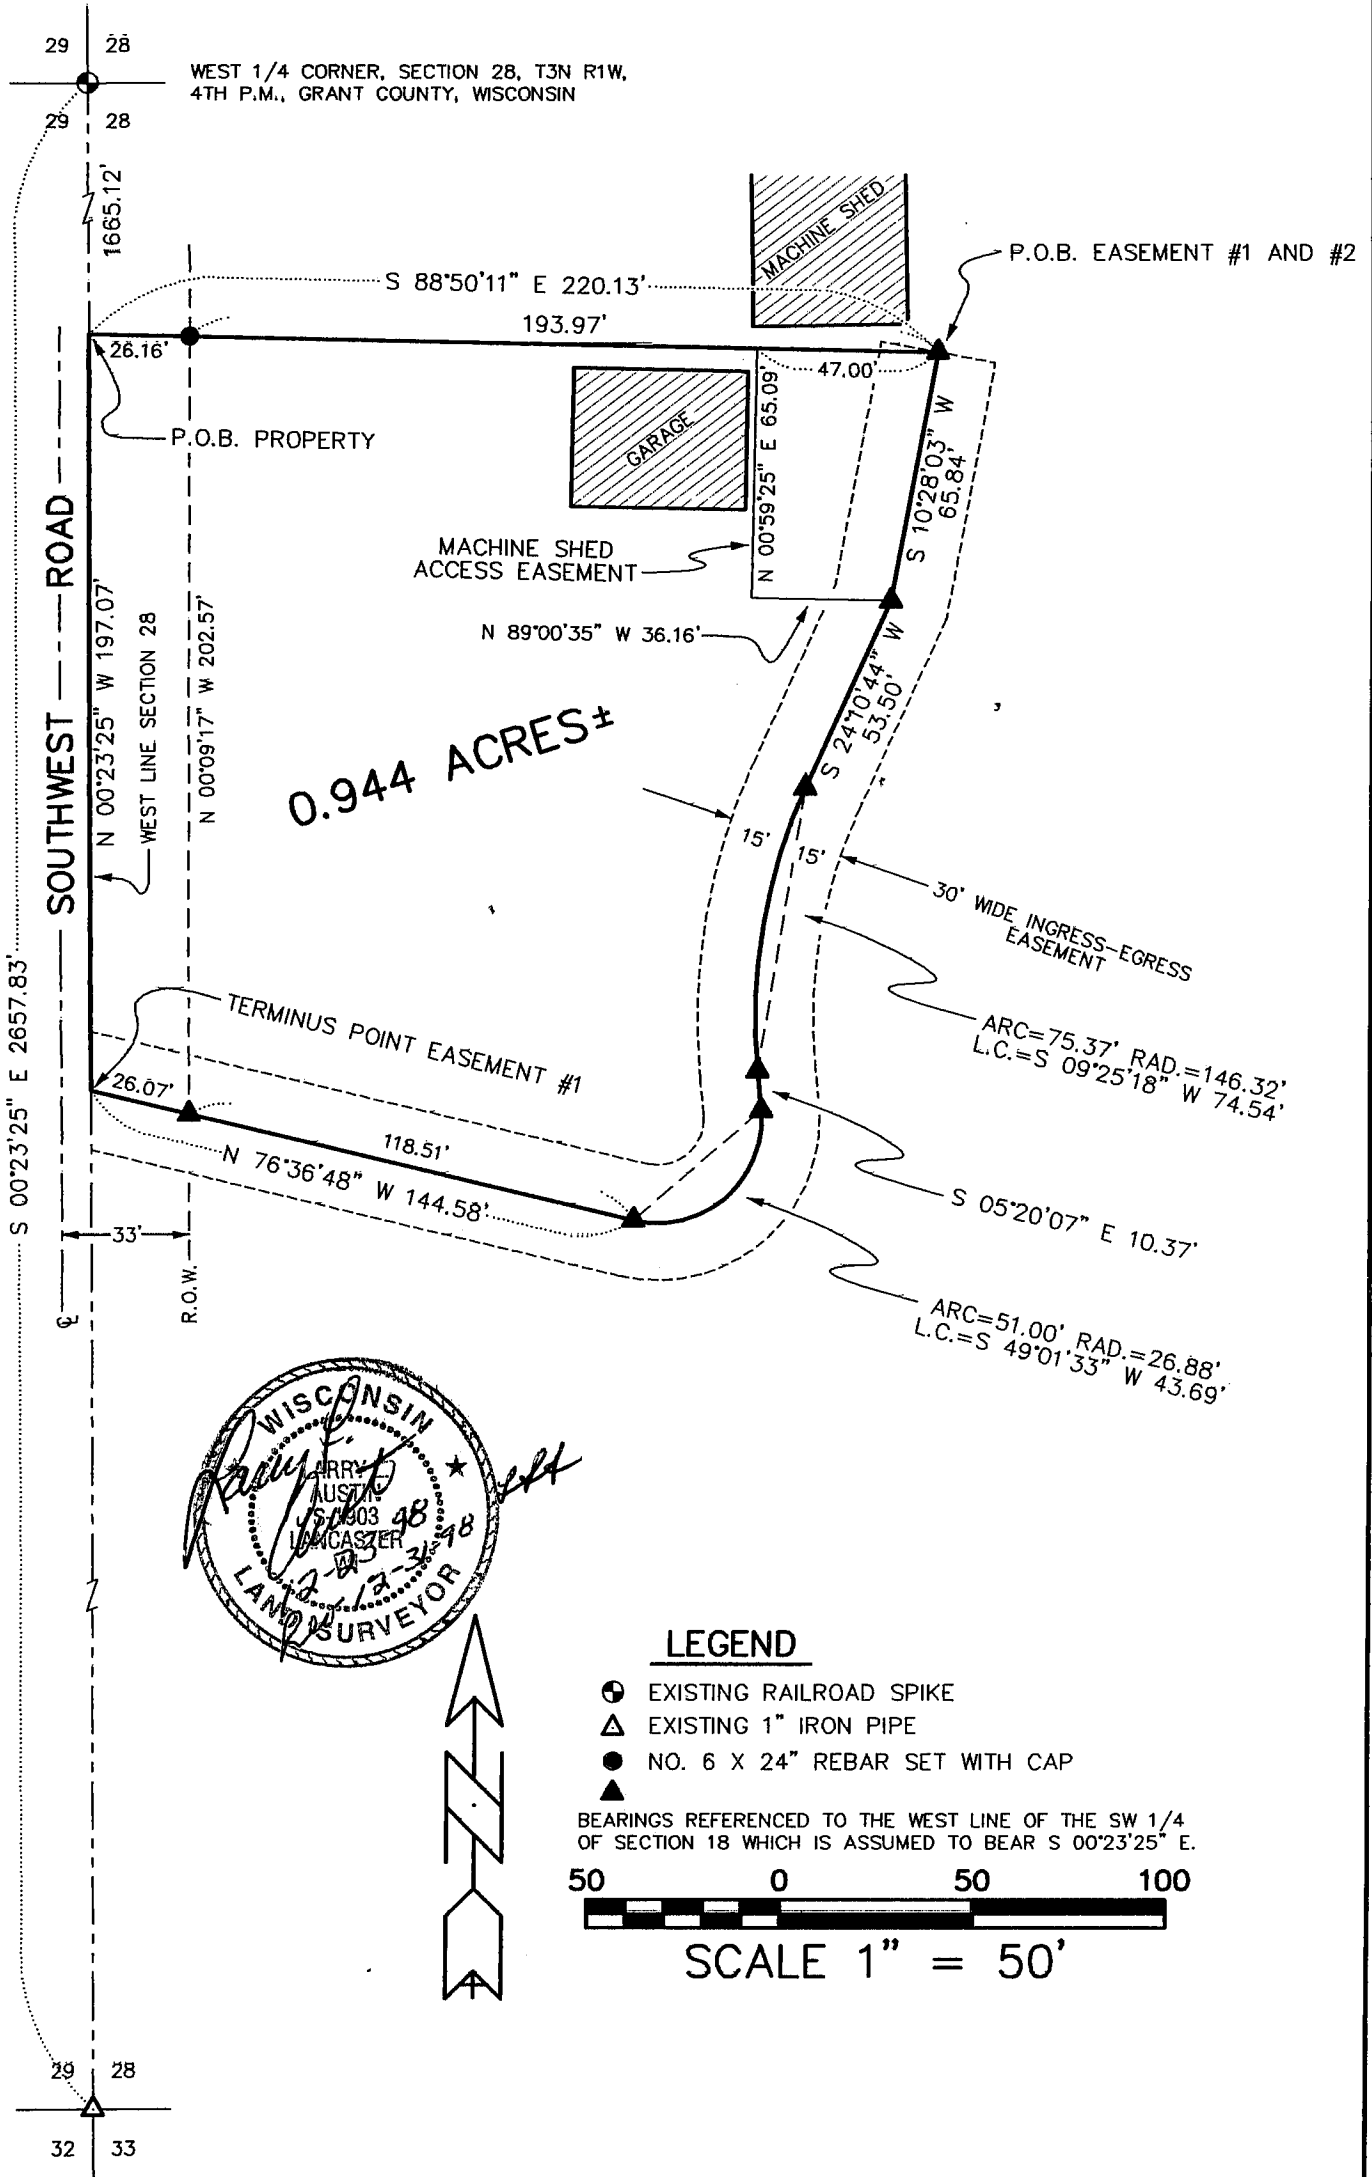 29 28
WEST 1/4 CORNER, SECTION 28, T3N R1W,
4TH P.M., GRANT COUNTY, WISCONSIN
29 28
1665.12'
MACHINE SHED
P.O.B. EASEMENT #1 AND #2
S 88°50'11" E 220.13'
193.97'
26.16'
47.00'
P.O.B. PROPERTY
GARAGE
N 00°59'25" E 65.09'
S 10°28'03" W
65.84'
MACHINE SHED
ACCESS EASEMENT
N 89°00'35" W 36.16'
SOUTHWEST ROAD
N 00°23'25" W 197.07'
WEST LINE SECTION 28
N 00°09'17" W 202.57'
S 24°10'44" W
53.50'
0.944 ACRES±
15'
15'
30' WIDE INGRESS-EGRESS
EASEMENT
S 00°23'25" E 2657.83'
TERMINUS POINT EASEMENT #1
ARC=75.37' RAD.=146.32'
L.C.=S 09°25'18" W 74.54'
26.07'
118.51'
N 76°36'48" W 144.58'
S 05°20'07" E 10.37'
33'
R.O.W.
℄
ARC=51.00' RAD.=26.88'
L.C.=S 49°01'33" W 43.69'
WISCONSIN
AUSTIN
LANCASTER
12-31-98
LAND SURVEYOR
LEGEND
EXISTING RAILROAD SPIKE
EXISTING 1" IRON PIPE
NO. 6 X 24" REBAR SET WITH CAP
BEARINGS REFERENCED TO THE WEST LINE OF THE SW 1/4
OF SECTION 18 WHICH IS ASSUMED TO BEAR S 00°23'25" E.
50 0 50 100
SCALE 1" = 50'
29 28
32 33